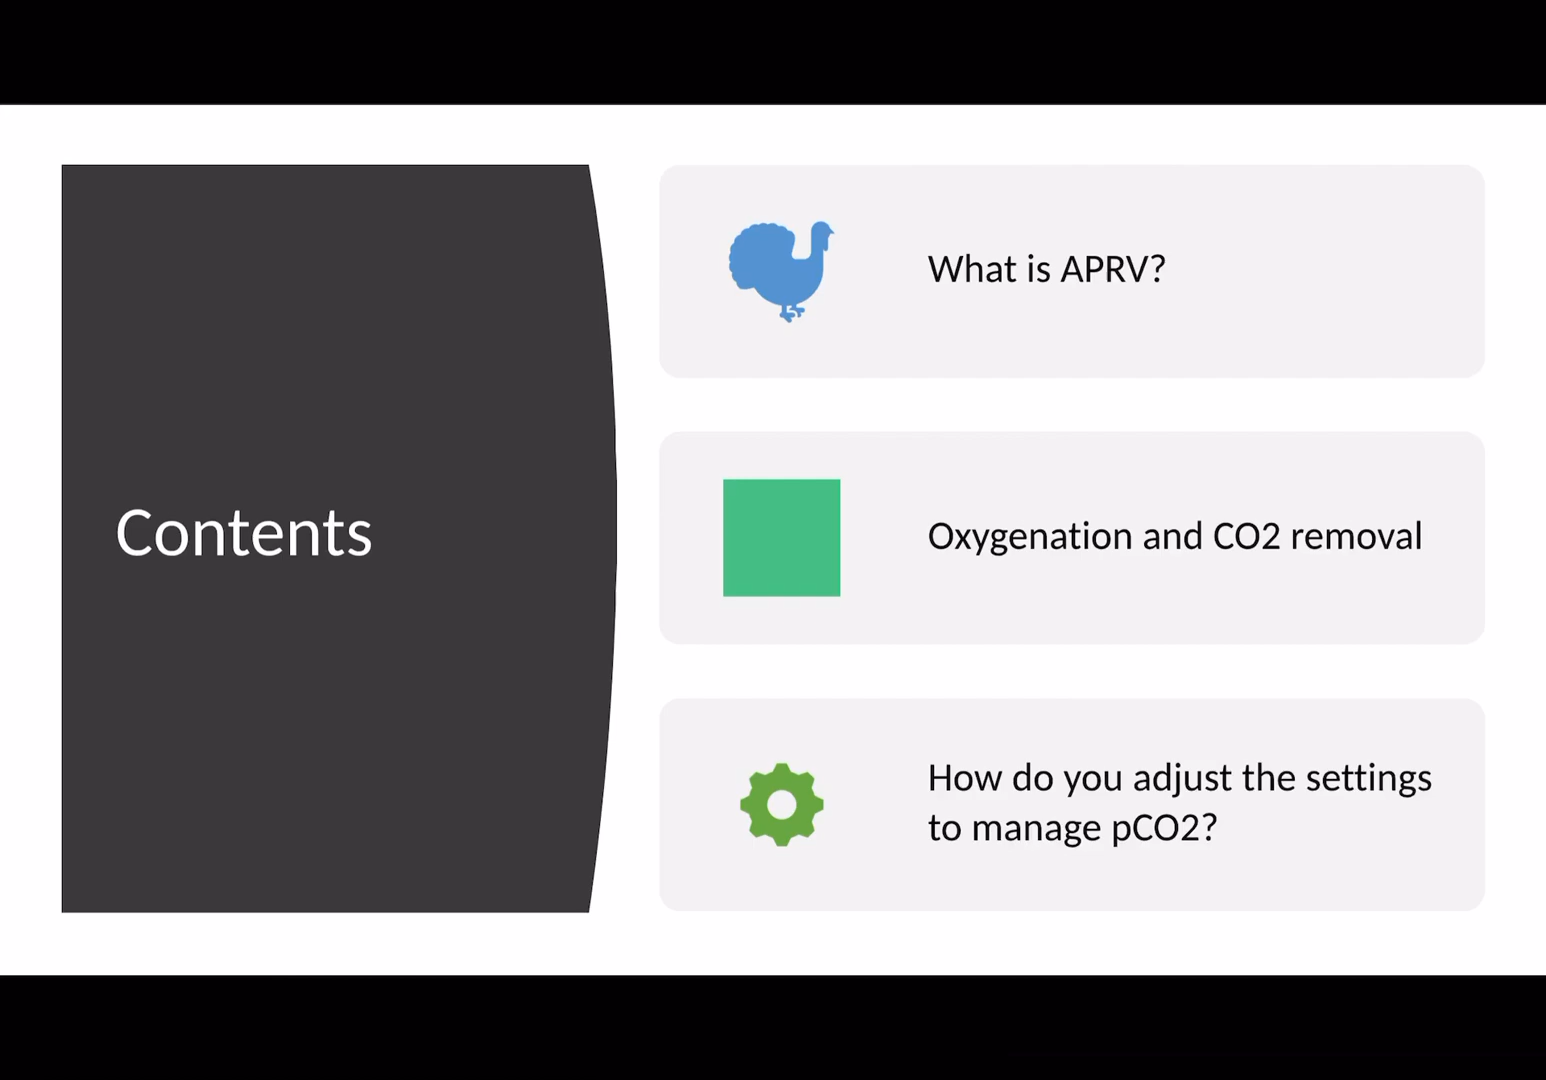 Contents
What is APRV?
Oxygenation and CO2 removal
How do you adjust the settings
to manage pCO2?